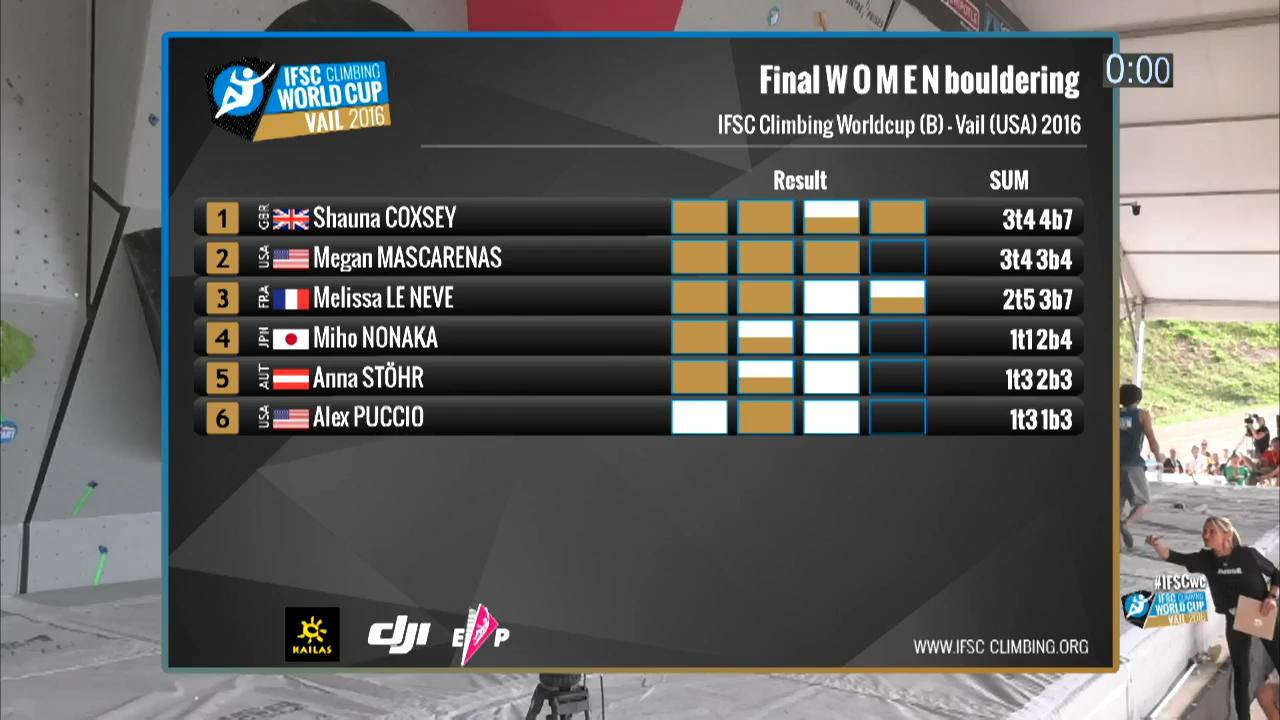 CHIPOTLE
0:00
IFSC CLIMBING
WORLD CUP
VAIL 2016
Final W O M E N bouldering
IFSC Climbing Worldcup (B) - Vail (USA) 2016
Result SUM
1 GBR Shauna COXSEY 3t4 4b7
2 USA Megan MASCARENAS 3t4 3b4
3 FRA Melissa LE NEVE 2t5 3b7
4 JPN Miho NONAKA 1t1 2b4
5 AUT Anna STÖHR 1t3 2b3
6 USA Alex PUCCIO 1t3 1b3
START
JUDGE
#IFSCwc
IFSC CLIMBING
WORLD CUP
VAIL 2016
KAILAS
dji
E P
WWW.IFSC CLIMBING.ORG